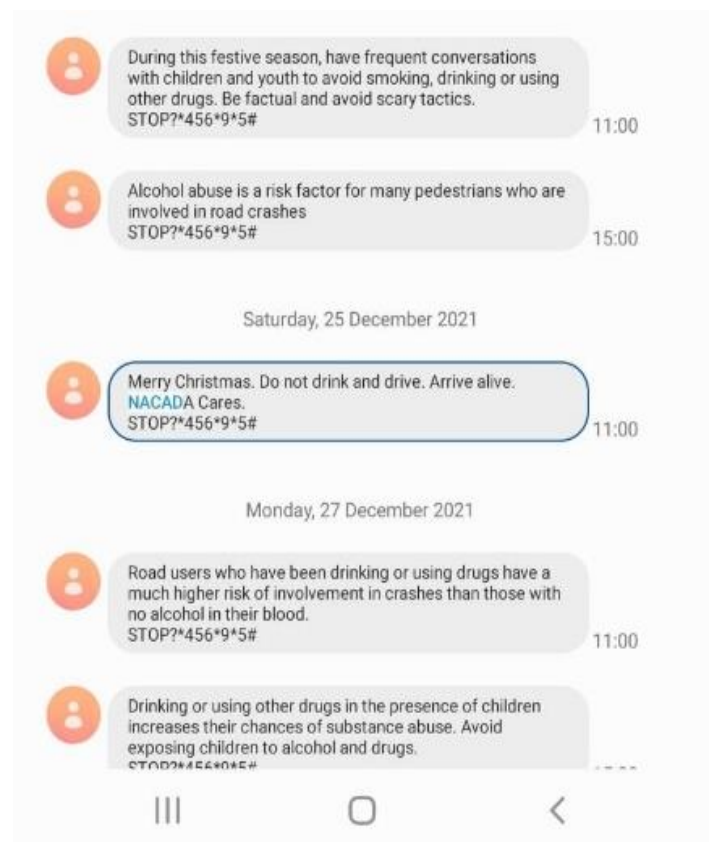 During this festive season, have frequent conversations
with children and youth to avoid smoking, drinking or using
other drugs. Be factual and avoid scary tactics.
STOP?*456*9*5#
11:00
Alcohol abuse is a risk factor for many pedestrians who are
involved in road crashes
STOP?*456*9*5#
15:00
Saturday, 25 December 2021
Merry Christmas. Do not drink and drive. Arrive alive.
NACADA Cares.
STOP?*456*9*5#
11:00
Monday, 27 December 2021
Road users who have been drinking or using drugs have a
much higher risk of involvement in crashes than those with
no alcohol in their blood.
STOP?*456*9*5#
11:00
Drinking or using other drugs in the presence of children
increases their chances of substance abuse. Avoid
exposing children to alcohol and drugs.
STOP?*456*9*5#